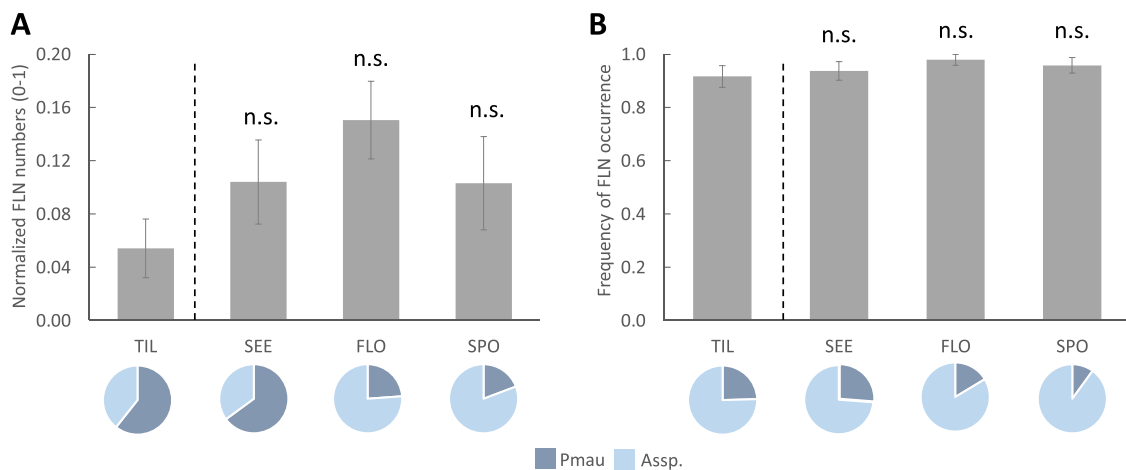 A
Normalized FLN numbers (0-1)
0.20
0.16
0.12
0.08
0.04
0.00
n.s.
n.s.
n.s.
TIL SEE FLO SPO
B
Frequency of FLN occurrence
1.0
0.8
0.6
0.4
0.2
0.0
n.s.
n.s.
n.s.
TIL SEE FLO SPO
Pmau Assp.